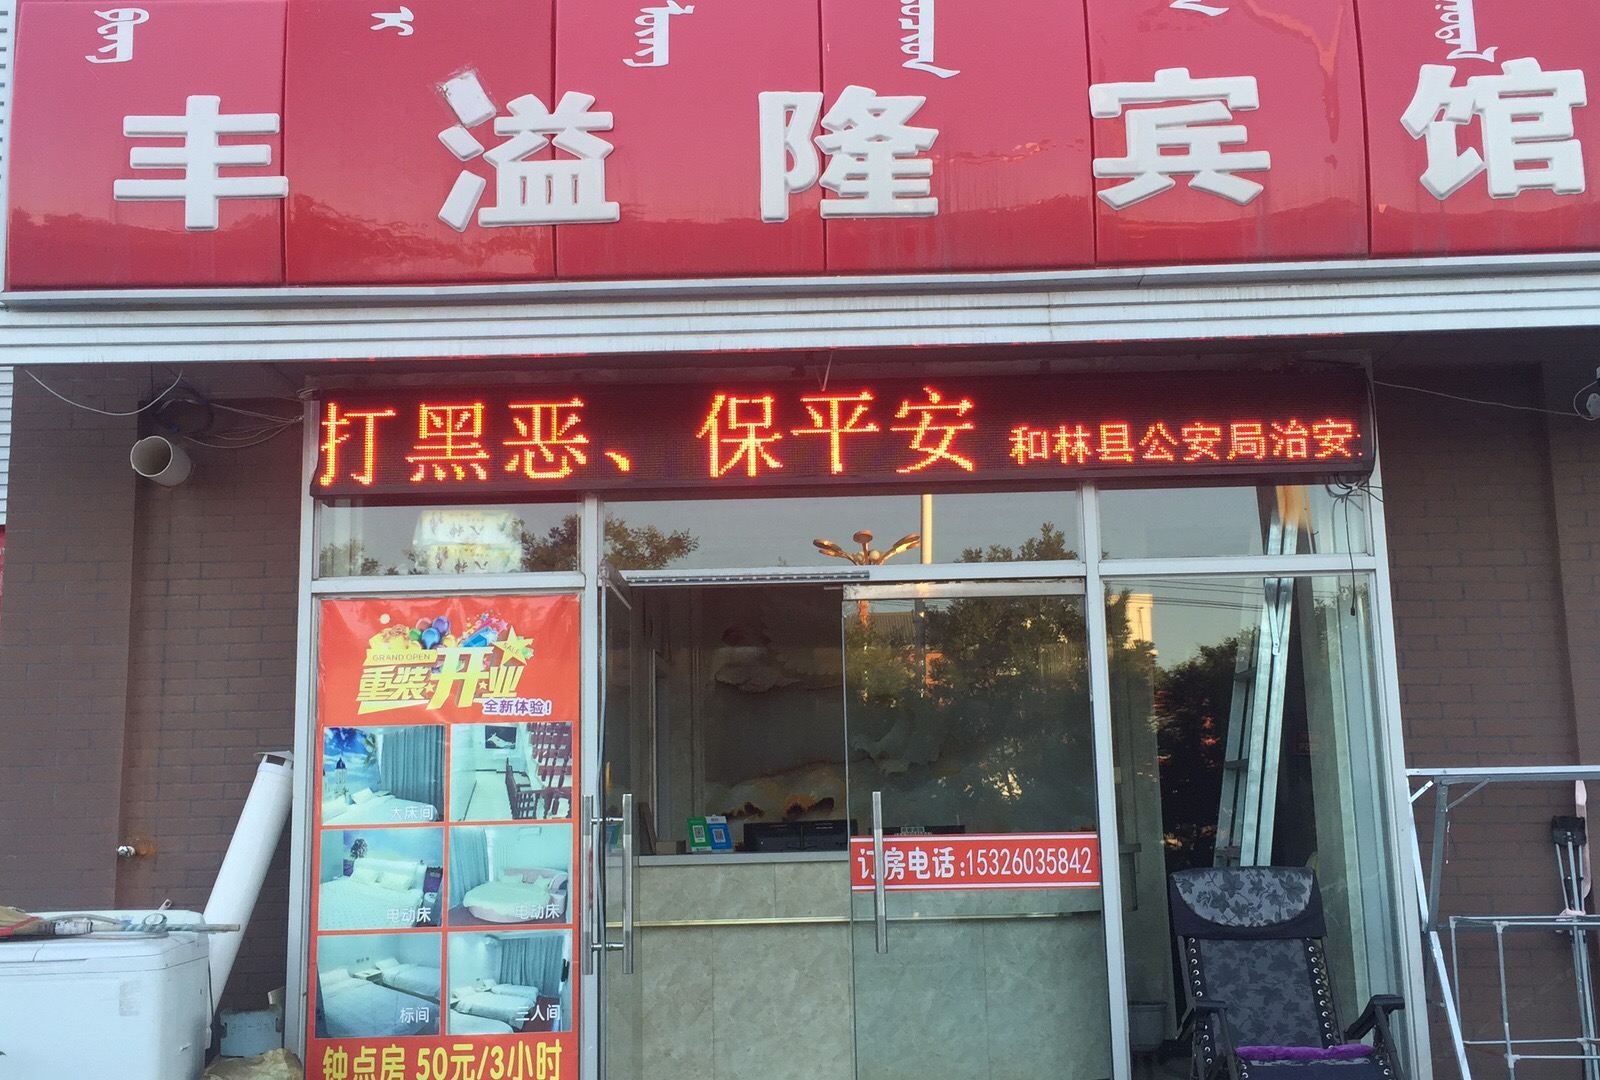 丰溢隆宾馆
打黑恶、保平安 和林县公安局治安
GRAND OPEN
SALE
重装开业
全新体验!
大床间
电动床
电动床
标间
三人间
钟点房 50元/3小时
订房电话:15326035842